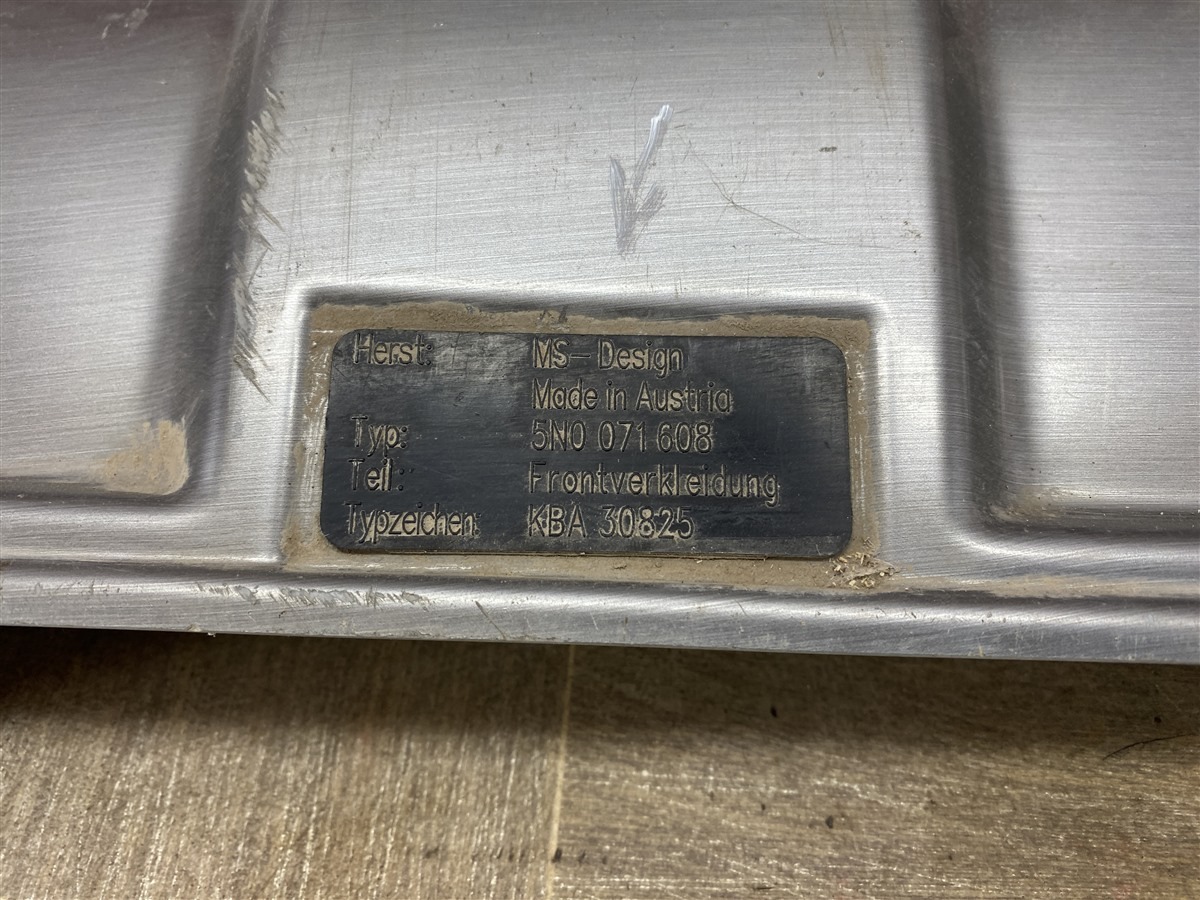 Herst: MS-Design
Made in Austria
Typ: 5N0 071 608
Teil: Frontverkleidung
Typzeichen: KBA 30825